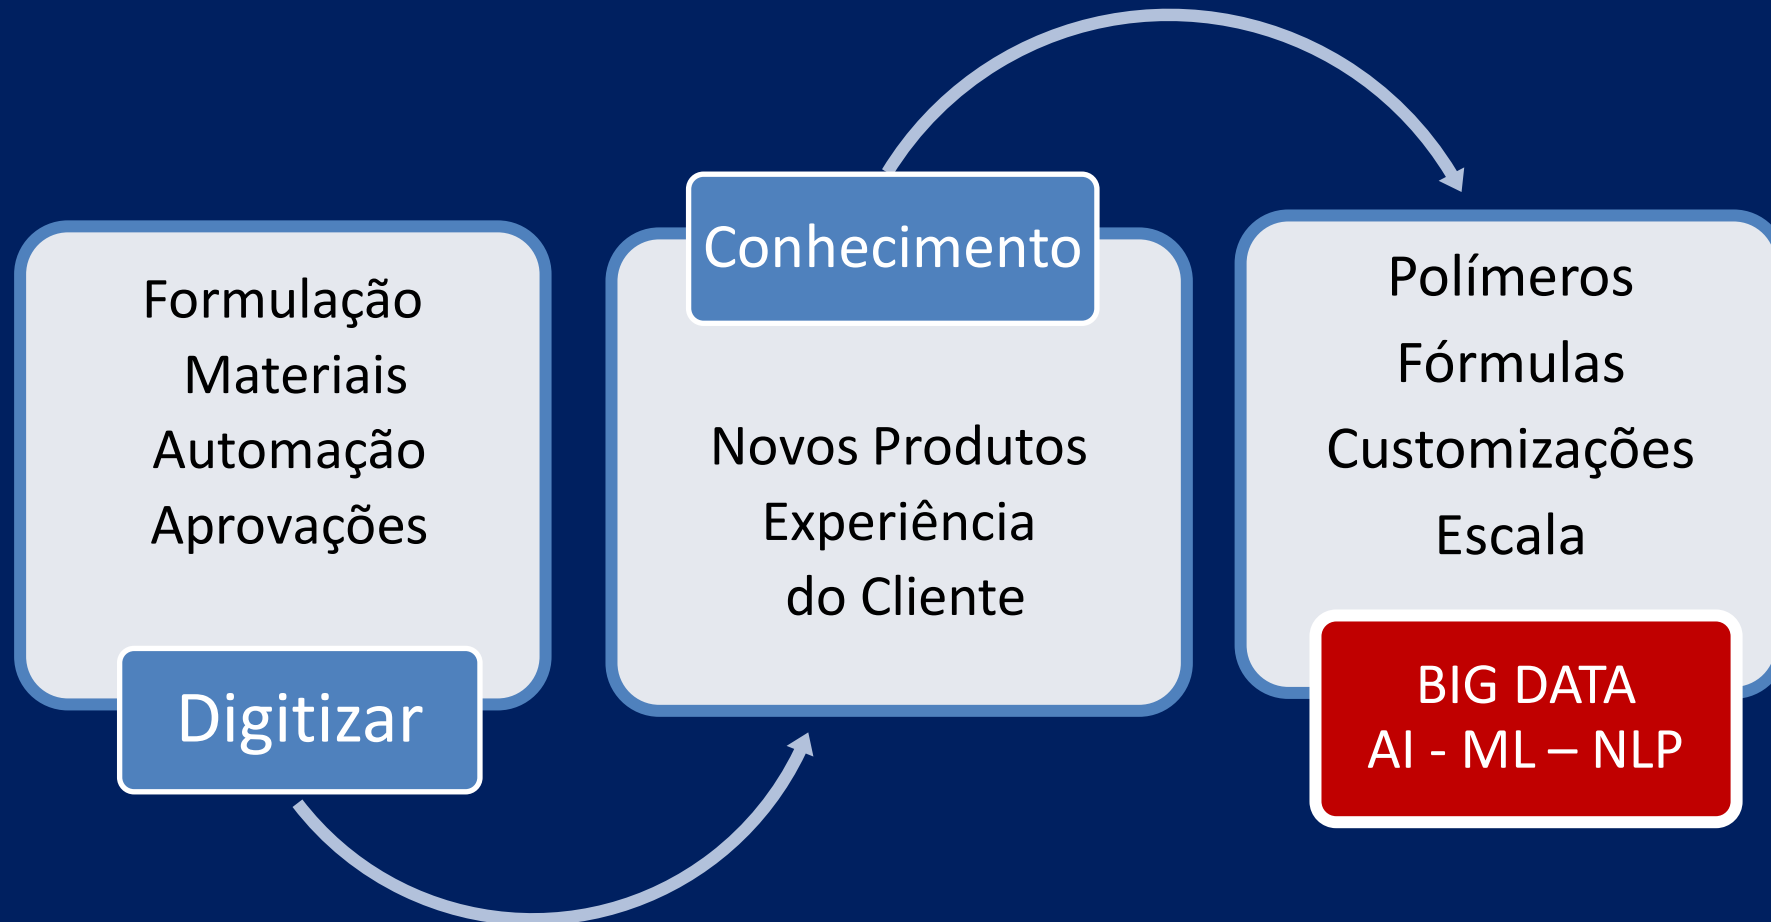 Formulação
Materiais
Automação
Aprovações
Digitizar
Conhecimento
Novos Produtos
Experiência
do Cliente
Polímeros
Fórmulas
Customizações
Escala
BIG DATA
AI - ML – NLP